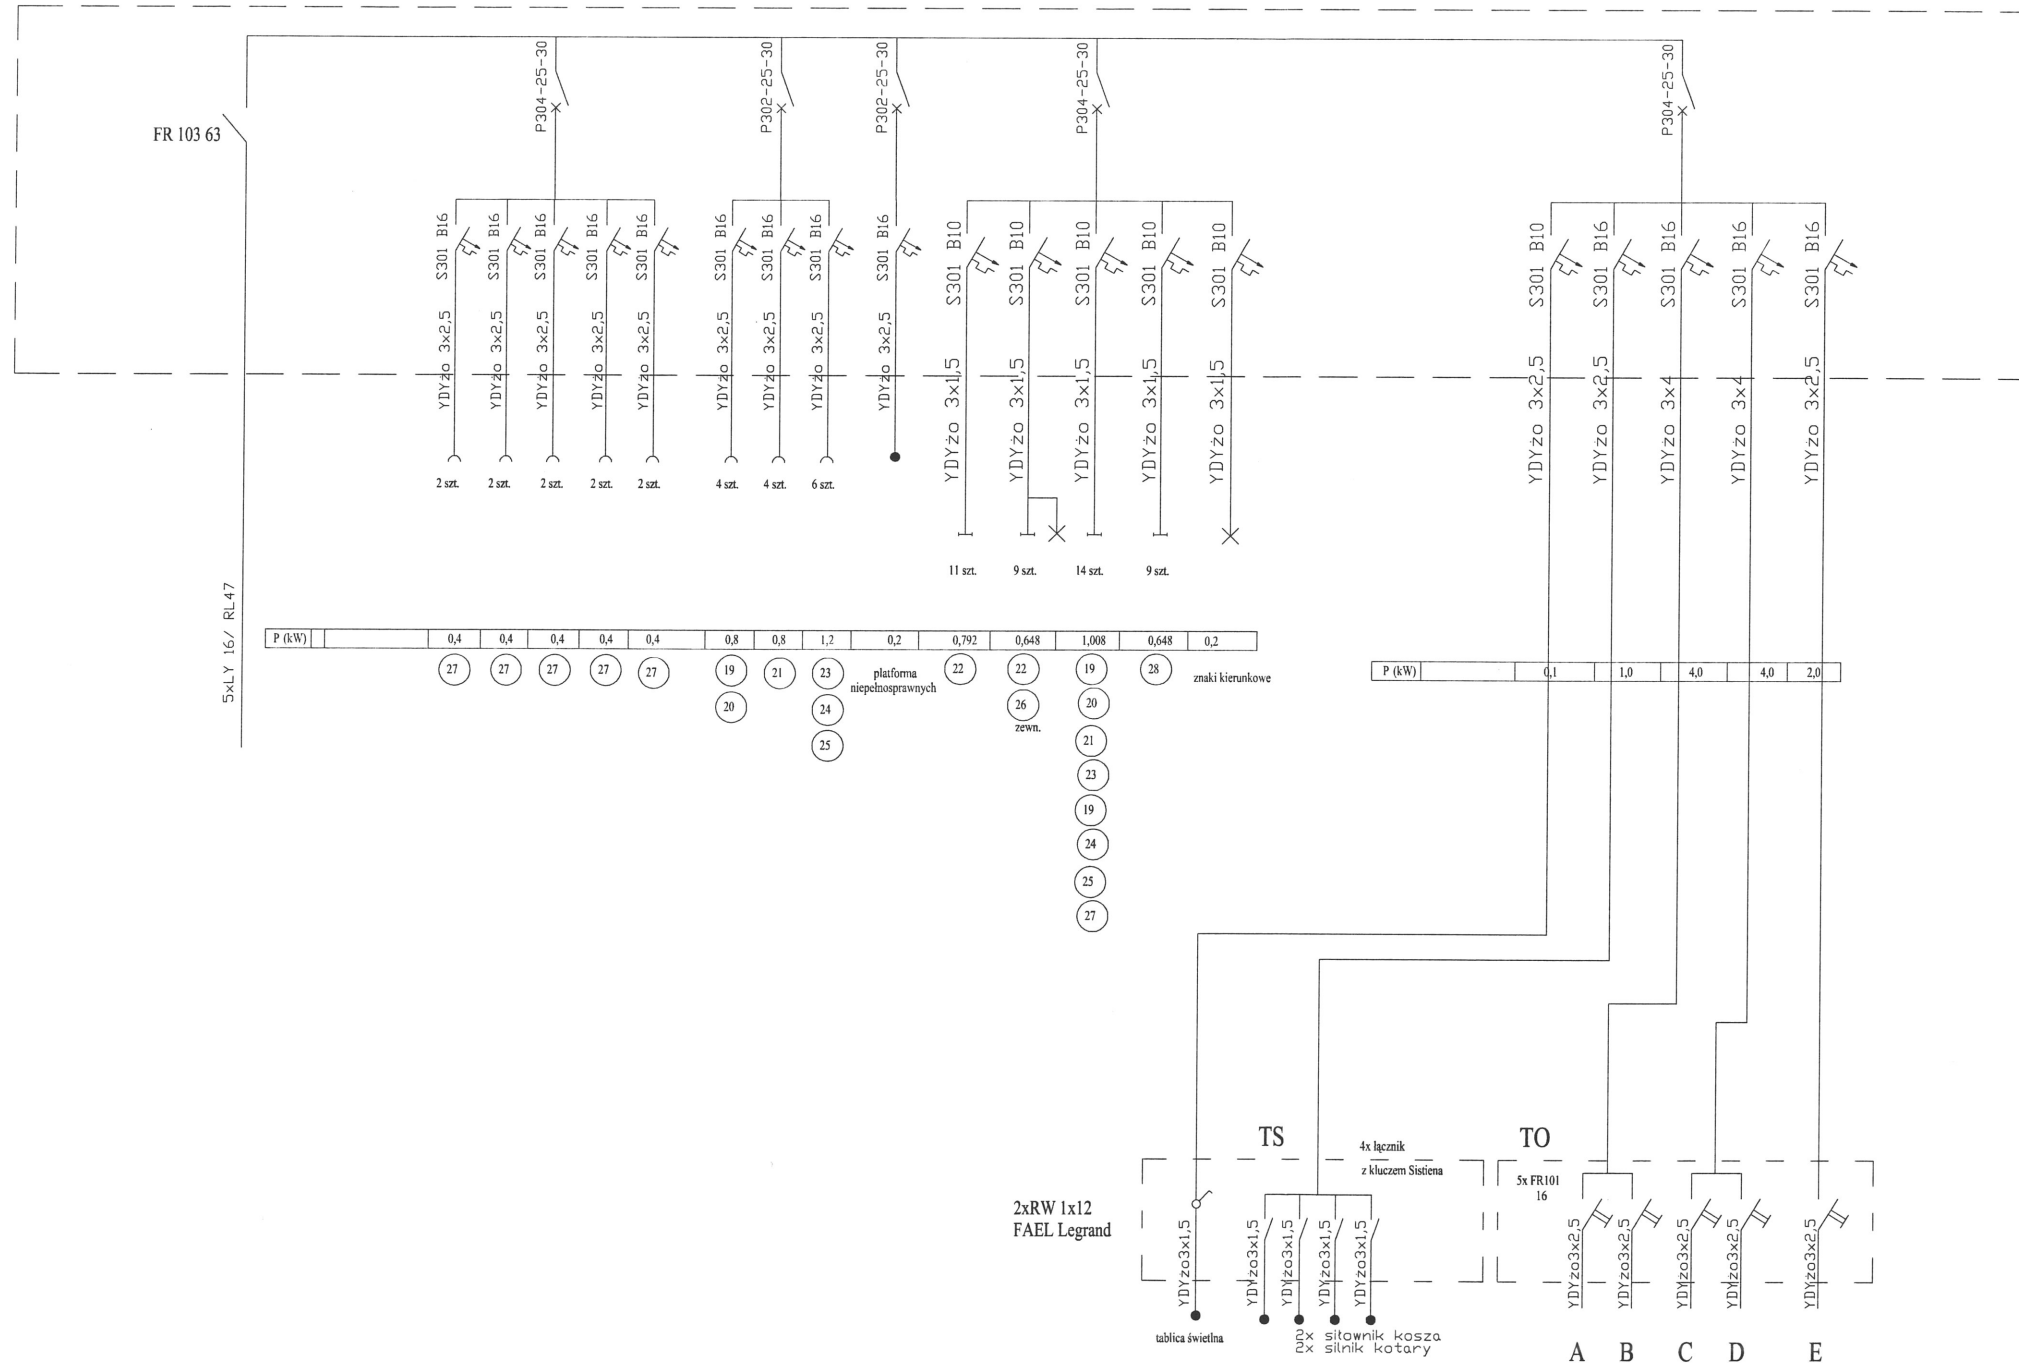 P304-25-30
P302-25-30
P302-25-30
P304-25-30
P304-25-30
FR 103 63
S301 B16
S301 B16
S301 B16
S301 B16
S301 B16
S301 B16
S301 B16
S301 B16
S301 B16
S301 B10
S301 B10
S301 B10
S301 B10
S301 B10
S301 B10
S301 B16
S301 B16
S301 B16
S301 B16
YDYżo 3x2,5
YDYżo 3x2,5
YDYżo 3x2,5
YDYżo 3x2,5
YDYżo 3x2,5
YDYżo 3x2,5
YDYżo 3x2,5
YDYżo 3x2,5
YDYżo 3x2,5
YDYżo 3x1,5
YDYżo 3x1,5
YDYżo 3x1,5
YDYżo 3x1,5
YDYżo 3x1,5
YDYżo 3x2,5
YDYżo 3x2,5
YDYżo 3x4
YDYżo 3x4
YDYżo 3x2,5
2 szt.
2 szt.
2 szt.
2 szt.
2 szt.
4 szt.
4 szt.
6 szt.
11 szt.
9 szt.
14 szt.
9 szt.
5xLY 16/ RL47
P (kW) 0,4 0,4 0,4 0,4 0,4 0,8 0,8 1,2 0,2 0,792 0,648 1,008 0,648 0,2
27 27 27 27 27 19 21 23
platforma
niepełnosprawnych
22 22 19 28
znaki kierunkowe
20 24 26 20
zewn.
25 21
23
19
24
25
27
P (kW) 0,1 1,0 4,0 4,0 2,0
TS
4x łącznik
z kluczem Sistiena
TO
5x FR101
16
2xRW 1x12
FAEL Legrand
YDYżo3x1,5
YDYżo3x1,5
YDYżo3x1,5
YDYżo3x1,5
YDYżo3x1,5
YDYżo3x2,5
YDYżo3x2,5
YDYżo3x2,5
YDYżo3x2,5
YDYżo3x2,5
tablica świetlna
2x siłownik kosza
2x silnik kotary
A B C D E